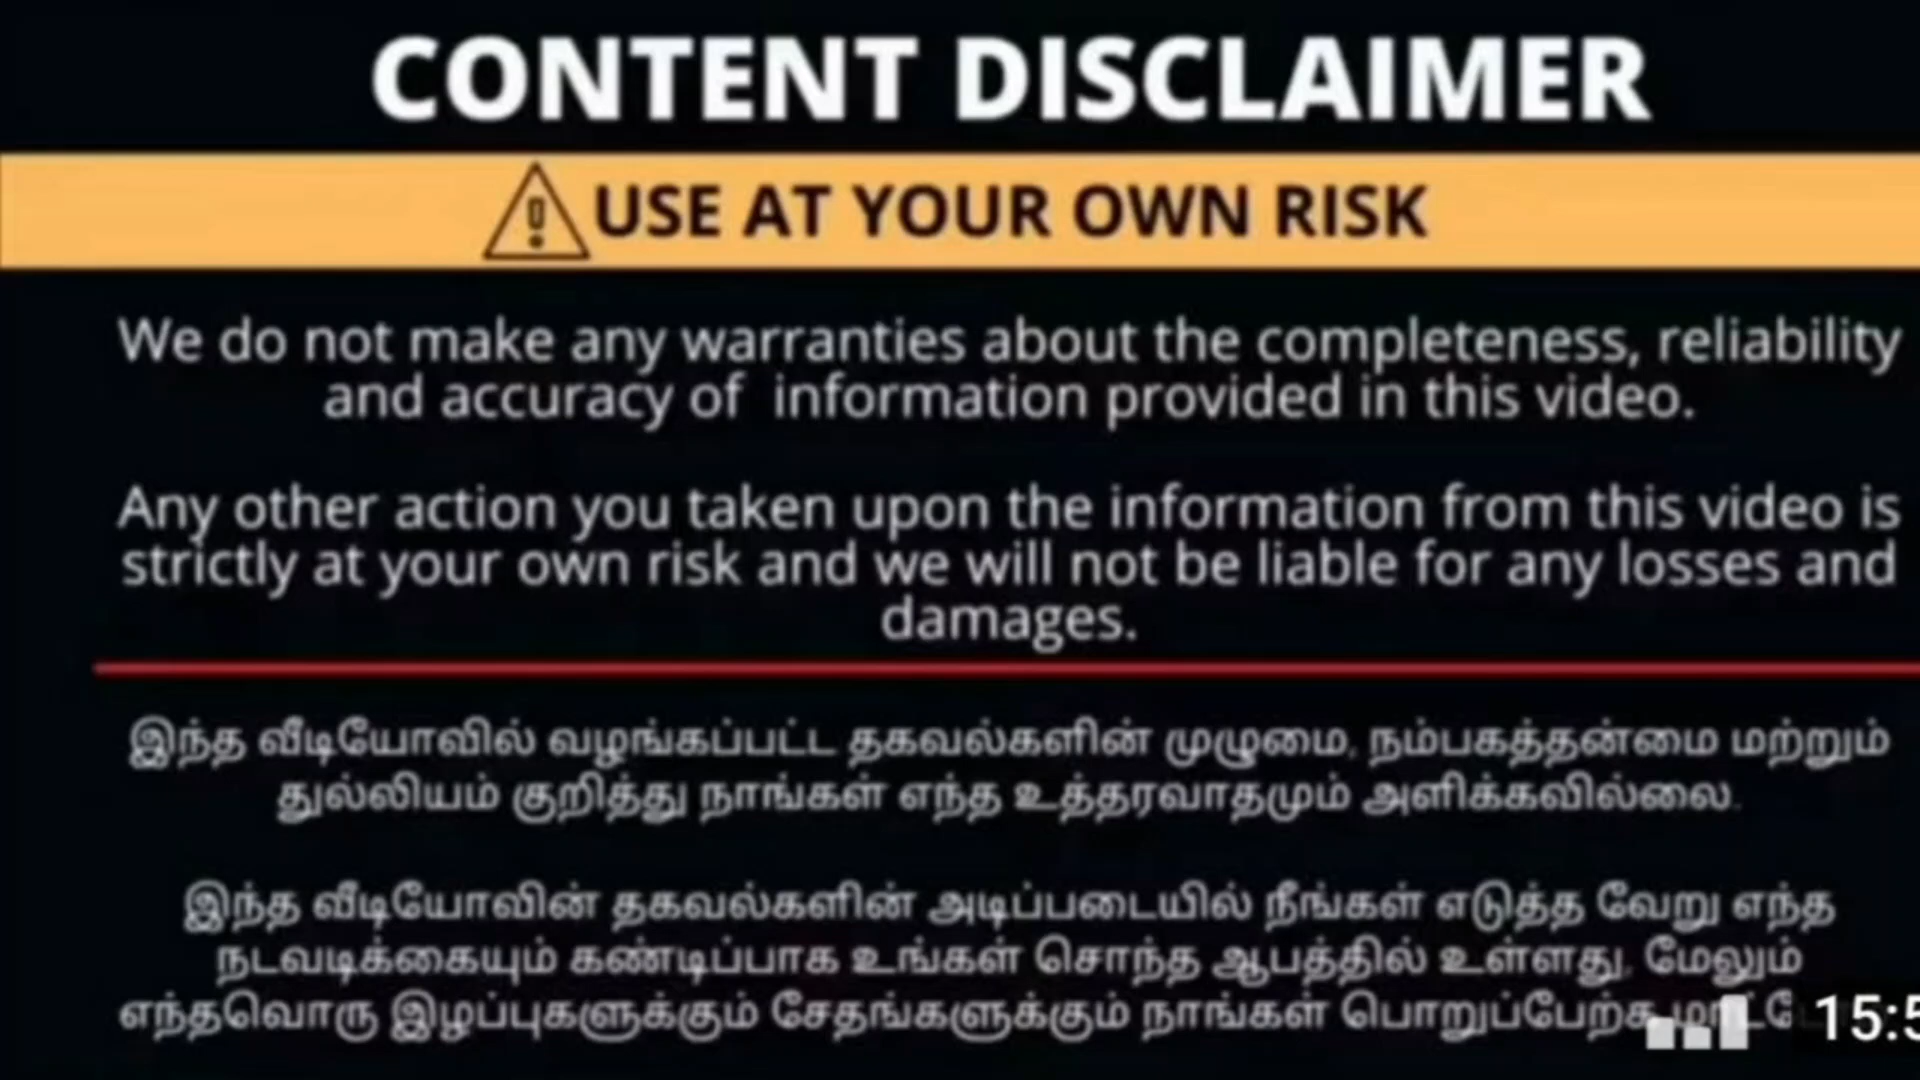 CONTENT DISCLAIMER
USE AT YOUR OWN RISK
We do not make any warranties about the completeness, reliability
and accuracy of information provided in this video.
Any other action you taken upon the information from this video is
strictly at your own risk and we will not be liable for any losses and
damages.
இந்த வீடியோவில் வழங்கப்பட்ட தகவல்களின் முழுமை, நம்பகத்தன்மை மற்றும்
துல்லியம் குறித்து நாங்கள் எந்த உத்தரவாதமும் அளிக்கவில்லை.
இந்த வீடியோவின் தகவல்களின் அடிப்படையில் நீங்கள் எடுத்த வேறு எந்த
நடவடிக்கையும் கண்டிப்பாக உங்கள் சொந்த ஆபத்தில் உள்ளது, மேலும்
எந்தவொரு இழப்புகளுக்கும் சேதங்களுக்கும் நாங்கள் பொறுப்பேற்க